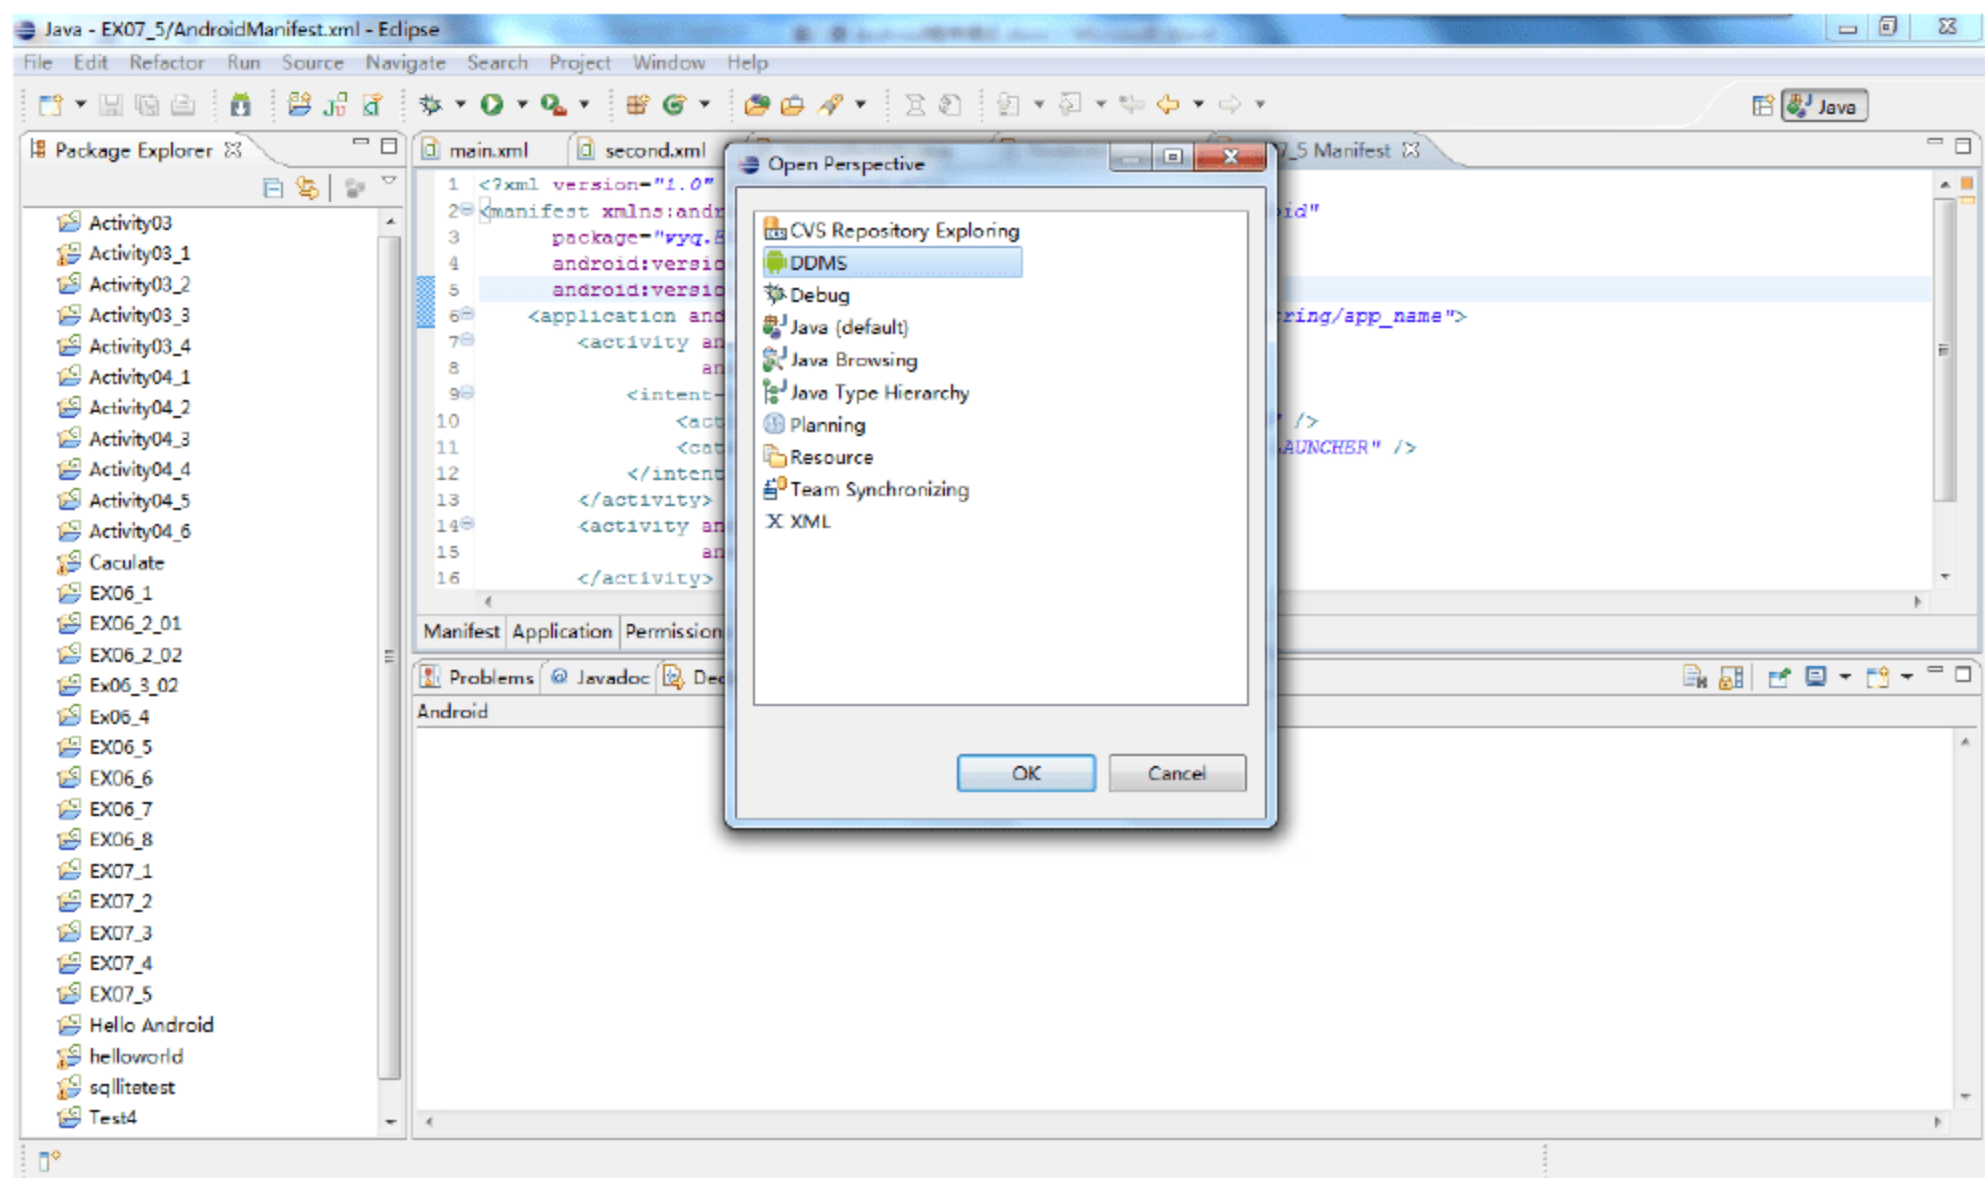 Java - EX07_5/AndroidManifest.xml - Eclipse
File Edit Refactor Run Source Navigate Search Project Window Help
Java
Package Explorer
main.xml
second.xml
7_5 Manifest
Activity03
Activity03_1
Activity03_2
Activity03_3
Activity03_4
Activity04_1
Activity04_2
Activity04_3
Activity04_4
Activity04_5
Activity04_6
Caculate
EX06_1
EX06_2_01
EX06_2_02
Ex06_3_02
Ex06_4
EX06_5
EX06_6
EX06_7
EX06_8
EX07_1
EX07_2
EX07_3
EX07_4
EX07_5
Hello Android
helloworld
sqllitetest
Test4
1 <?xml version="1.0"
2 <manifest xmlns:andr oid"
3 package="wyq.E
4 android:versio
5 android:versio
6 <application and ring/app_name">
7 <activity an
8 an
9 <intent-
10 <act " />
11 <cat AUNCHER" />
12 </intent
13 </activity>
14 <activity an
15 an
16 </activity>
Manifest Application Permission
Problems Javadoc Dec
Android
Open Perspective
CVS Repository Exploring
DDMS
Debug
Java (default)
Java Browsing
Java Type Hierarchy
Planning
Resource
Team Synchronizing
XML
OK Cancel